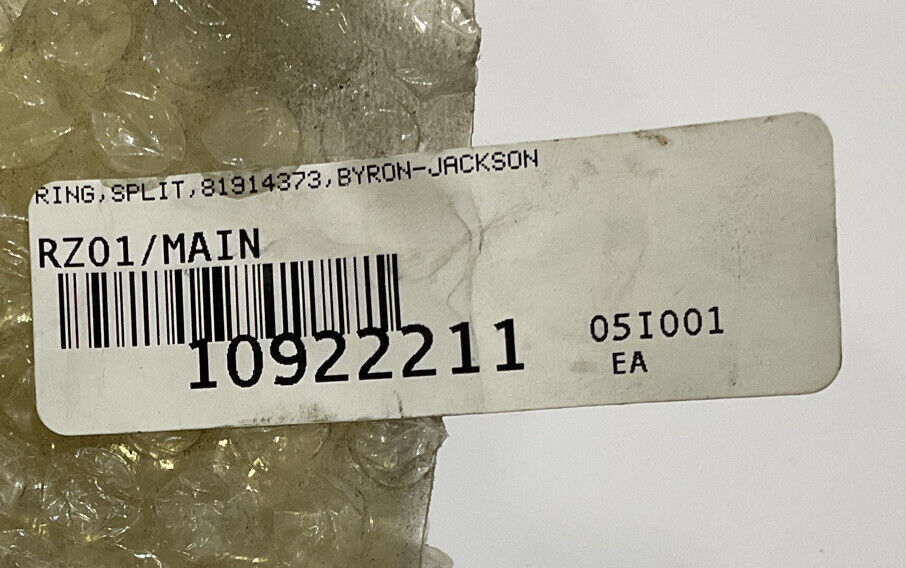 RING,SPLIT,81914373,BYRON-JACKSON
RZ01/MAIN
10922211
05I001
EA